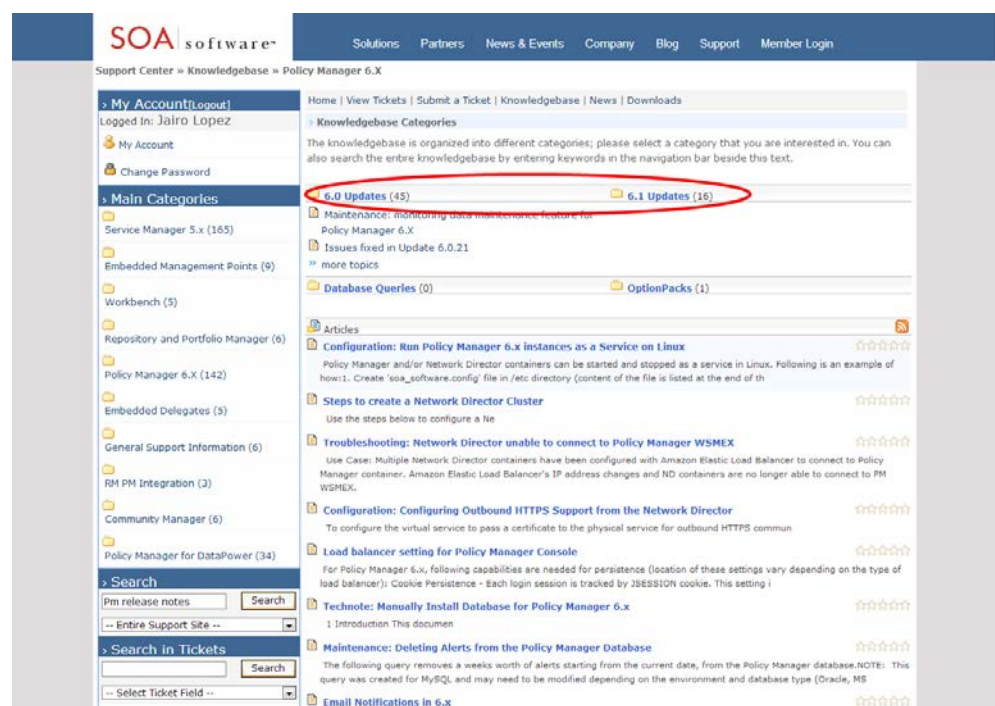 SOA software™
Solutions Partners News & Events Company Blog Support Member Login
Support Center » Knowledgebase » Policy Manager 6.X
› My Account[Logout]
Logged In: Jairo Lopez
My Account
Change Password
› Main Categories
Service Manager 5.x (165)
Embedded Management Points (9)
Workbench (5)
Repository and Portfolio Manager (6)
Policy Manager 6.X (142)
Embedded Delegates (5)
General Support Information (6)
RM PM Integration (3)
Community Manager (6)
Policy Manager for DataPower (34)
› Search
Pm release notes Search
-- Entire Support Site --
› Search in Tickets
Search
-- Select Ticket Field --
Home | View Tickets | Submit a Ticket | Knowledgebase | News | Downloads
› Knowledgebase Categories
The knowledgebase is organized into different categories; please select a category that you are interested in. You can
also search the entire knowledgebase by entering keywords in the navigation bar beside this text.
6.0 Updates (45) 6.1 Updates (16)
Maintenance: monitoring data maintenance feature for
Policy Manager 6.X
Issues fixed in Update 6.0.21
» more topics
Database Queries (0) OptionPacks (1)
Articles
Configuration: Run Policy Manager 6.x instances as a Service on Linux
Policy Manager and/or Network Director containers can be started and stopped as a service in Linux. Following is an example of
how:1. Create 'soa_software.config' file in /etc directory (content of the file is listed at the end of th
Steps to create a Network Director Cluster
Use the steps below to configure a Ne
Troubleshooting: Network Director unable to connect to Policy Manager WSMEX
Use Case: Multiple Network Director containers have been configured with Amazon Elastic Load Balancer to connect to Policy
Manager container. Amazon Elastic Load Balancer's IP address changes and ND containers are no longer able to connect to PM
WSMEX.
Configuration: Configuring Outbound HTTPS Support from the Network Director
To configure the virtual service to pass a certificate to the physical service for outbound HTTPS commun
Load balancer setting for Policy Manager Console
For Policy Manager 6.x, following capabilities are needed for persistence (location of these settings vary depending on the type of
load balancer): Cookie Persistence - Each login session is tracked by JSESSION cookie. This setting i
Technote: Manually Install Database for Policy Manager 6.x
1 Introduction This documen
Maintenance: Deleting Alerts from the Policy Manager Database
The following query removes a weeks worth of alerts starting from the current date, from the Policy Manager database.NOTE: This
query was created for MySQL and may need to be modified depending on the environment and database type (Oracle, MS
Email Notifications in 6.x